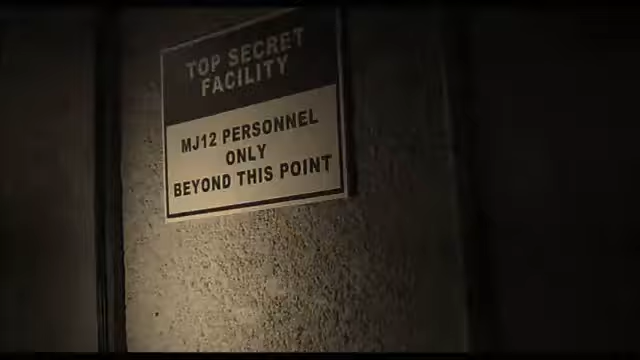 TOP SECRET
FACILITY
MJ12 PERSONNEL
ONLY
BEYOND THIS POINT